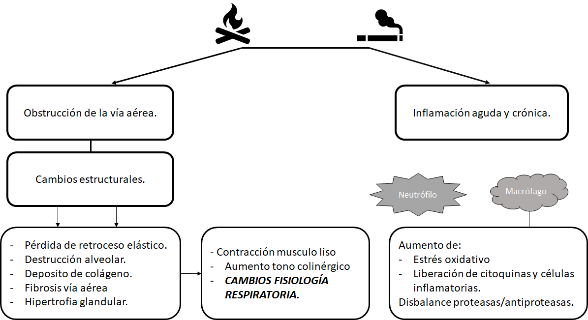 Obstrucción de la vía aérea.
Inflamación aguda y crónica.
Cambios estructurales.
Neutrófilo
Macrófago
- Pérdida de retroceso elástico.
- Destrucción alveolar.
- Deposito de colágeno.
- Fibrosis vía aérea
- Hipertrofia glandular.
- Contracción musculo liso
- Aumento tono colinérgico
- CAMBIOS FISIOLOGÍA
RESPIRATORIA.
Aumento de:
- Estrés oxidativo
- Liberación de citoquinas y células
inflamatorias.
Disbalance proteasas/antiproteasas.